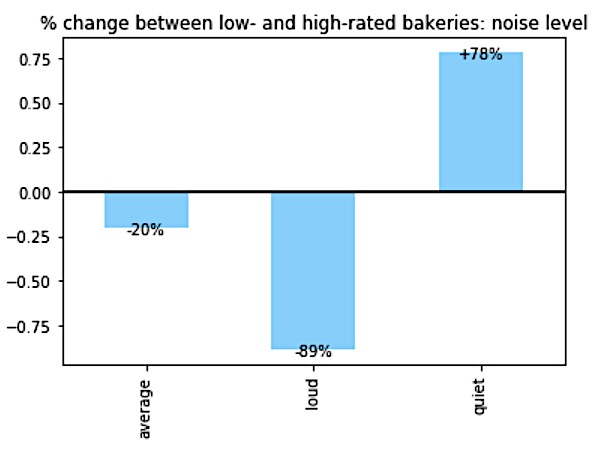 % change between low- and high-rated bakeries: noise level
0.75
0.50
0.25
0.00
−0.25
−0.50
−0.75
+78%
-20%
-89%
average
loud
quiet